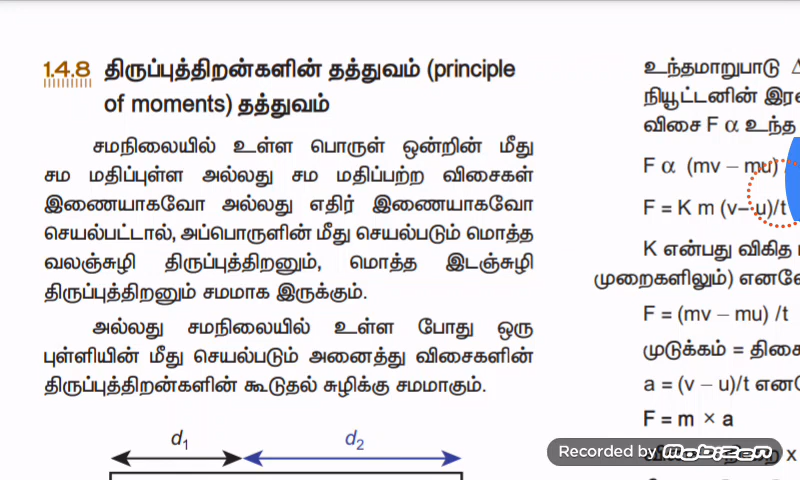 1.4.8 திருப்புத்திறன்களின் தத்துவம் (principle
of moments) தத்துவம்
சமநிலையில் உள்ள பொருள் ஒன்றின் மீது
சம மதிப்புள்ள அல்லது சம மதிப்பற்ற விசைகள்
இணையாகவோ அல்லது எதிர் இணையாகவோ
செயல்பட்டால், அப்பொருளின் மீது செயல்படும் மொத்த
வலஞ்சுழி திருப்புத்திறனும், மொத்த இடஞ்சுழி
திருப்புத்திறனும் சமமாக இருக்கும்.
அல்லது சமநிலையில் உள்ள போது ஒரு
புள்ளியின் மீது செயல்படும் அனைத்து விசைகளின்
திருப்புத்திறன்களின் கூடுதல் சுழிக்கு சமமாகும்.
d1 d2
உந்தமாறுபாடு Δ
நியூட்டனின்
விசை F α உந்த
F α (mv – mu)
F = K m (v– u)/t
K என்பது விகித
முறைகளிலும்)
F = (mv – mu) /t
முடுக்கம் =
a = (v – u)/t
F = m × a
Recorded by Mobizen